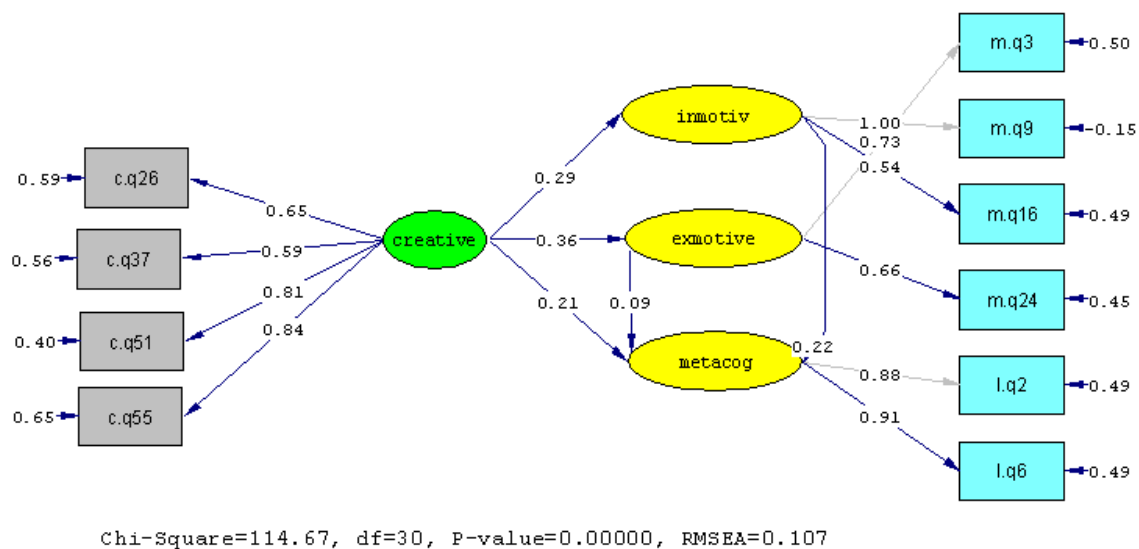 m.q3
0.50
inmotiv
1.00
m.q9
-0.15
0.73
0.59
c.q26
0.29
0.54
0.65
m.q16
0.49
creative
0.36
exmotive
0.56
c.q37
0.59
0.66
m.q24
0.45
0.81
0.21
0.09
0.84
0.40
c.q51
metacog
0.22
0.88
l.q2
0.49
0.65
c.q55
0.91
l.q6
0.49
Chi-Square=114.67, df=30, P-value=0.00000, RMSEA=0.107